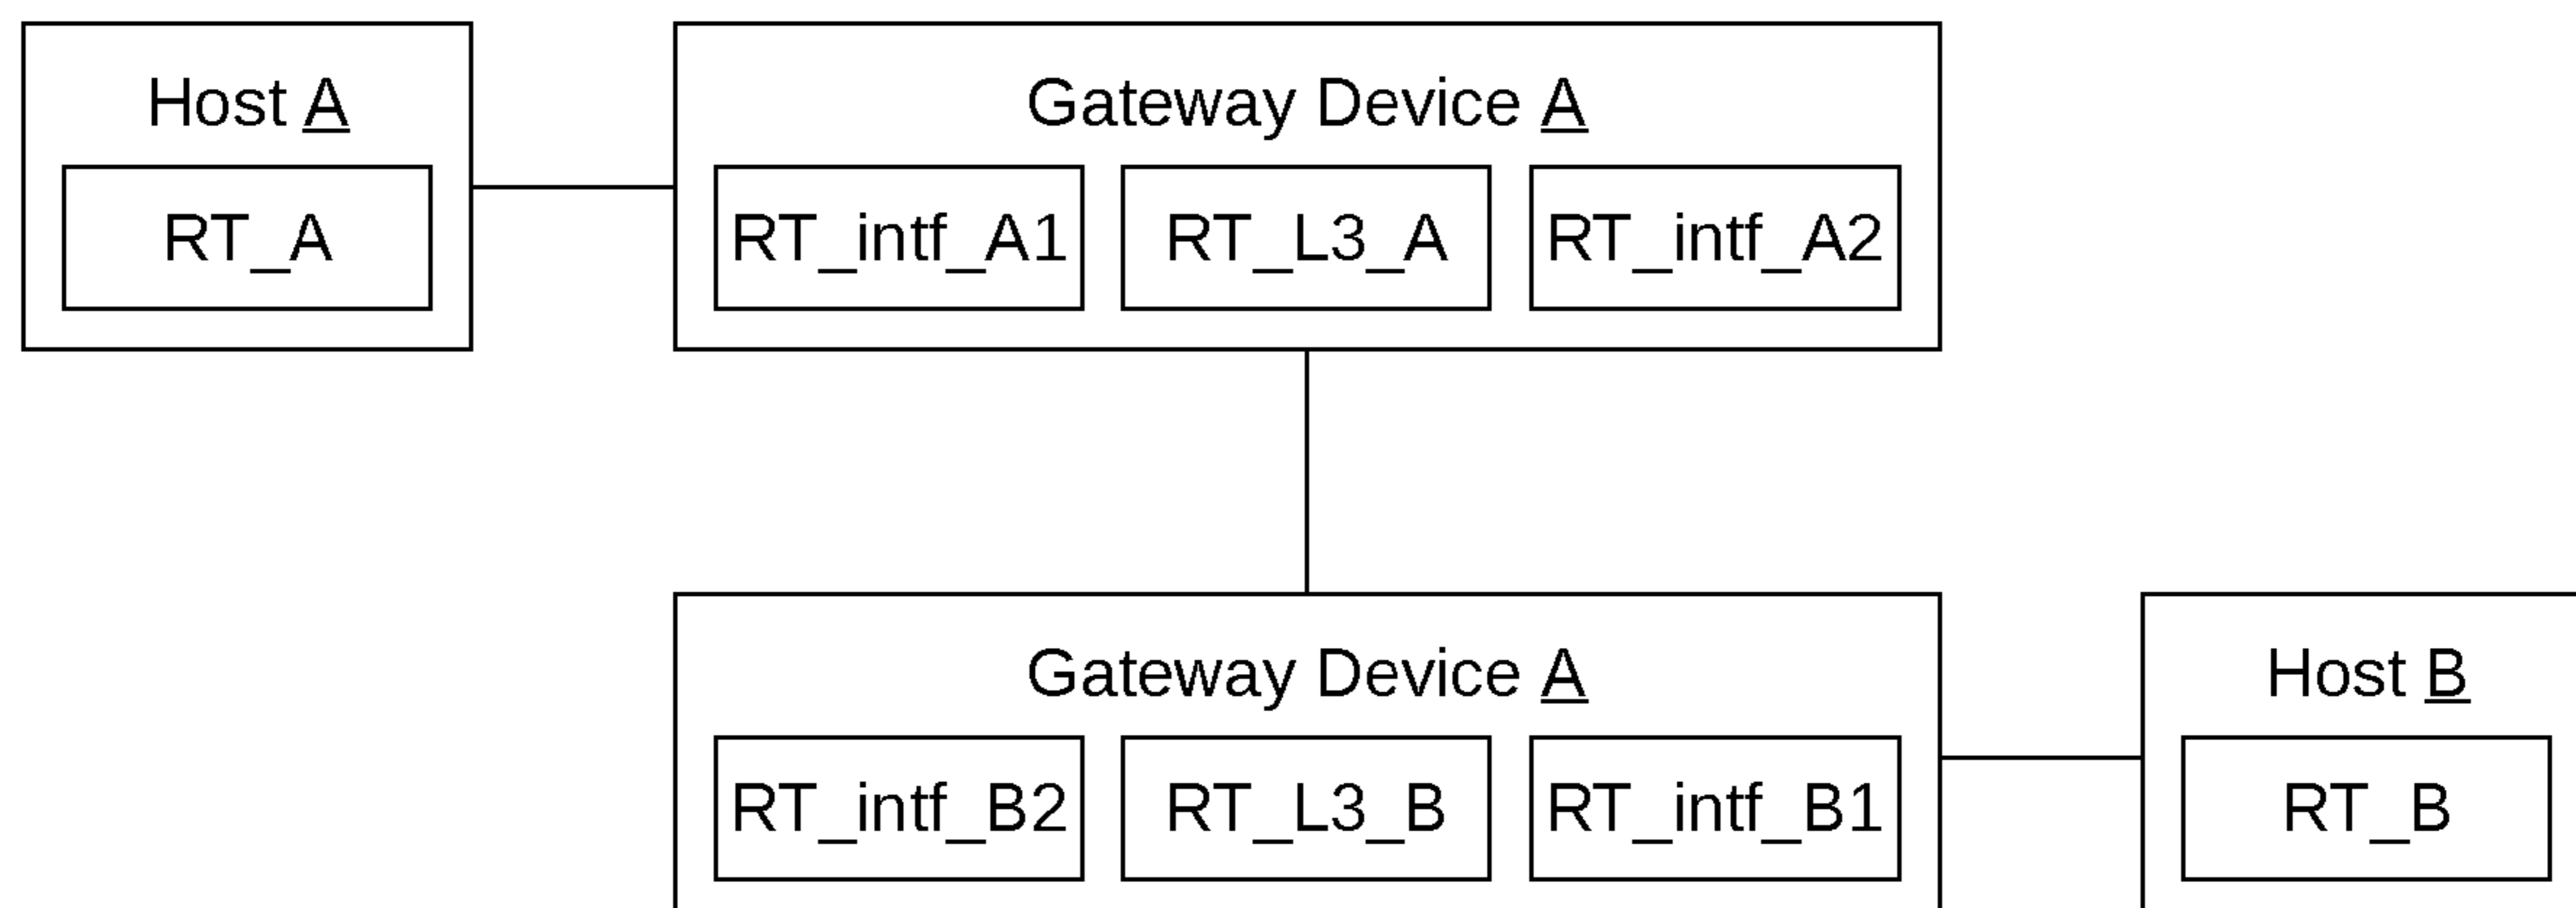 Host A
RT_A
Gateway Device A
RT_intf_A1
RT_L3_A
RT_intf_A2
Gateway Device A
RT_intf_B2
RT_L3_B
RT_intf_B1
Host B
RT_B